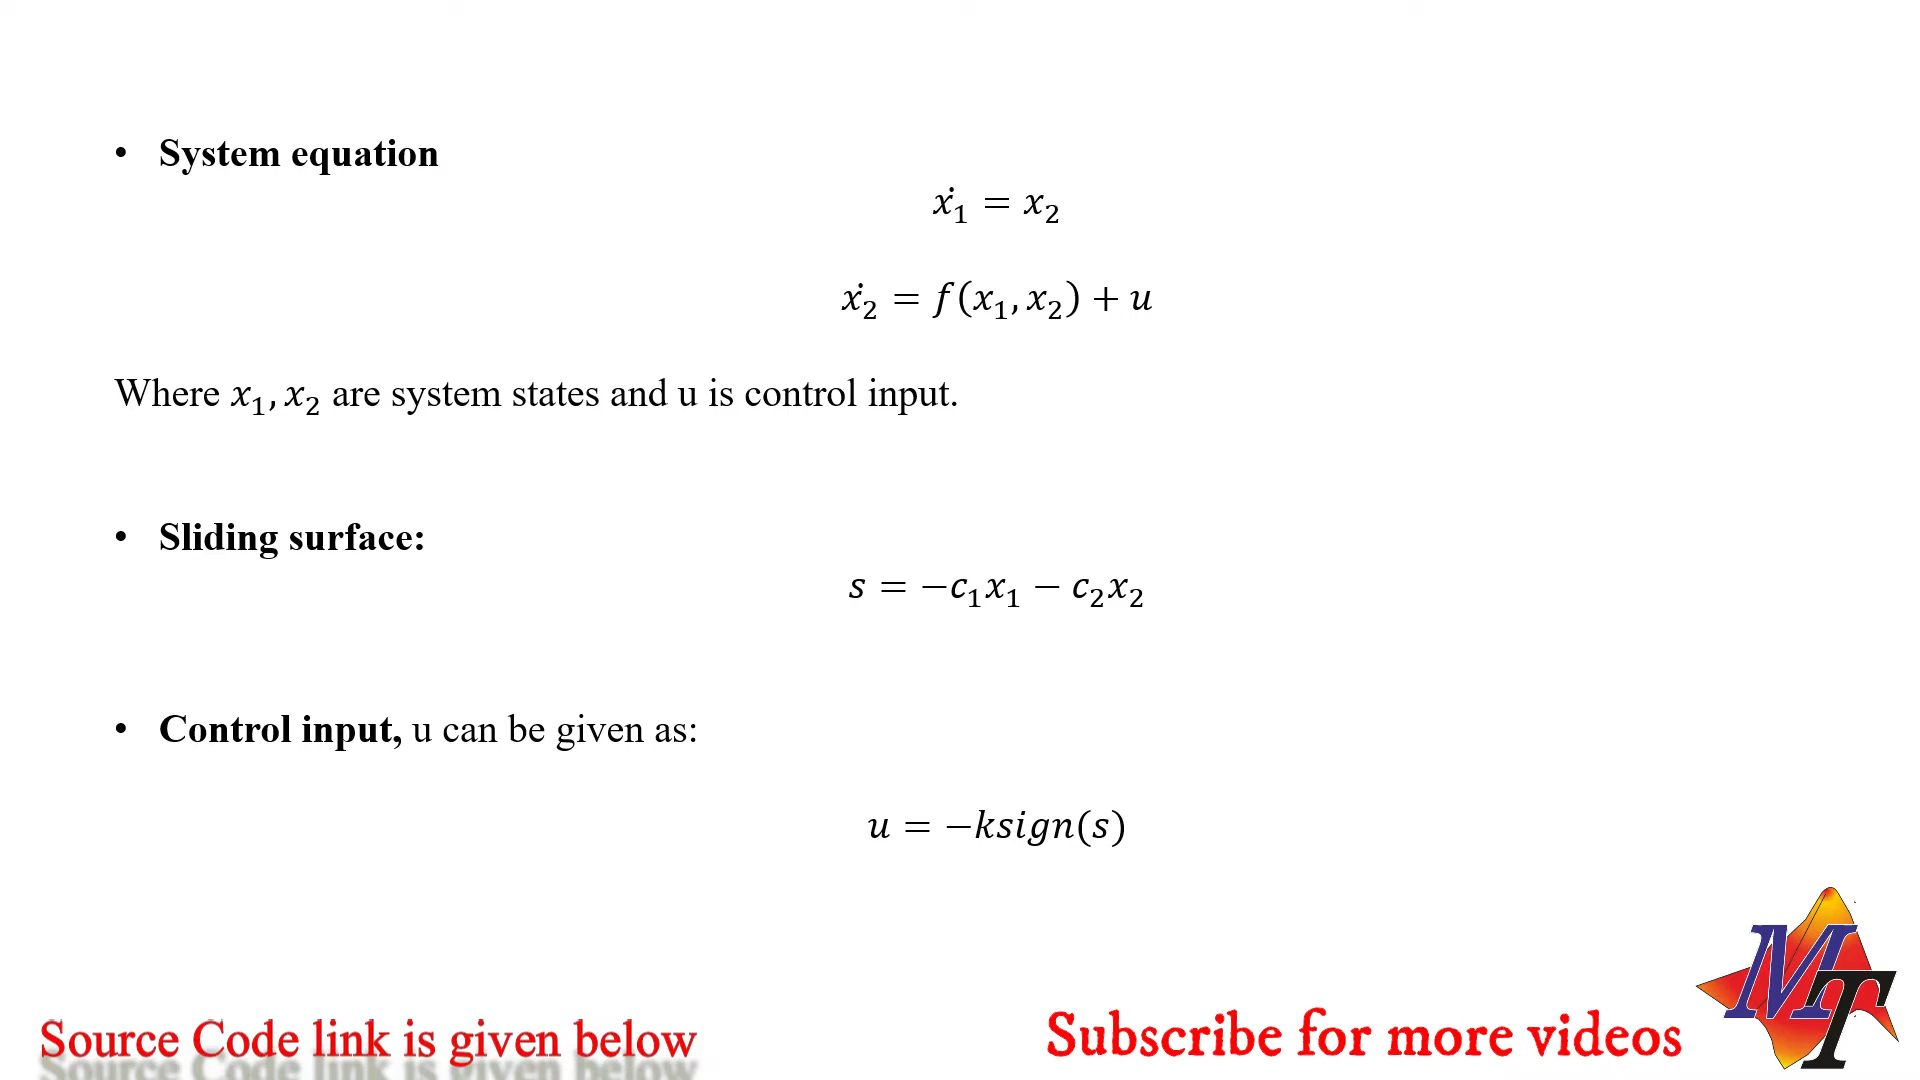 • System equation
ẋ₁ = x₂
ẋ₂ = f(x₁, x₂) + u
Where x₁, x₂ are system states and u is control input.
• Sliding surface:
s = −c₁x₁ − c₂x₂
• Control input, u can be given as:
u = −ksign(s)
MT
Source Code link is given below
Subscribe for more videos